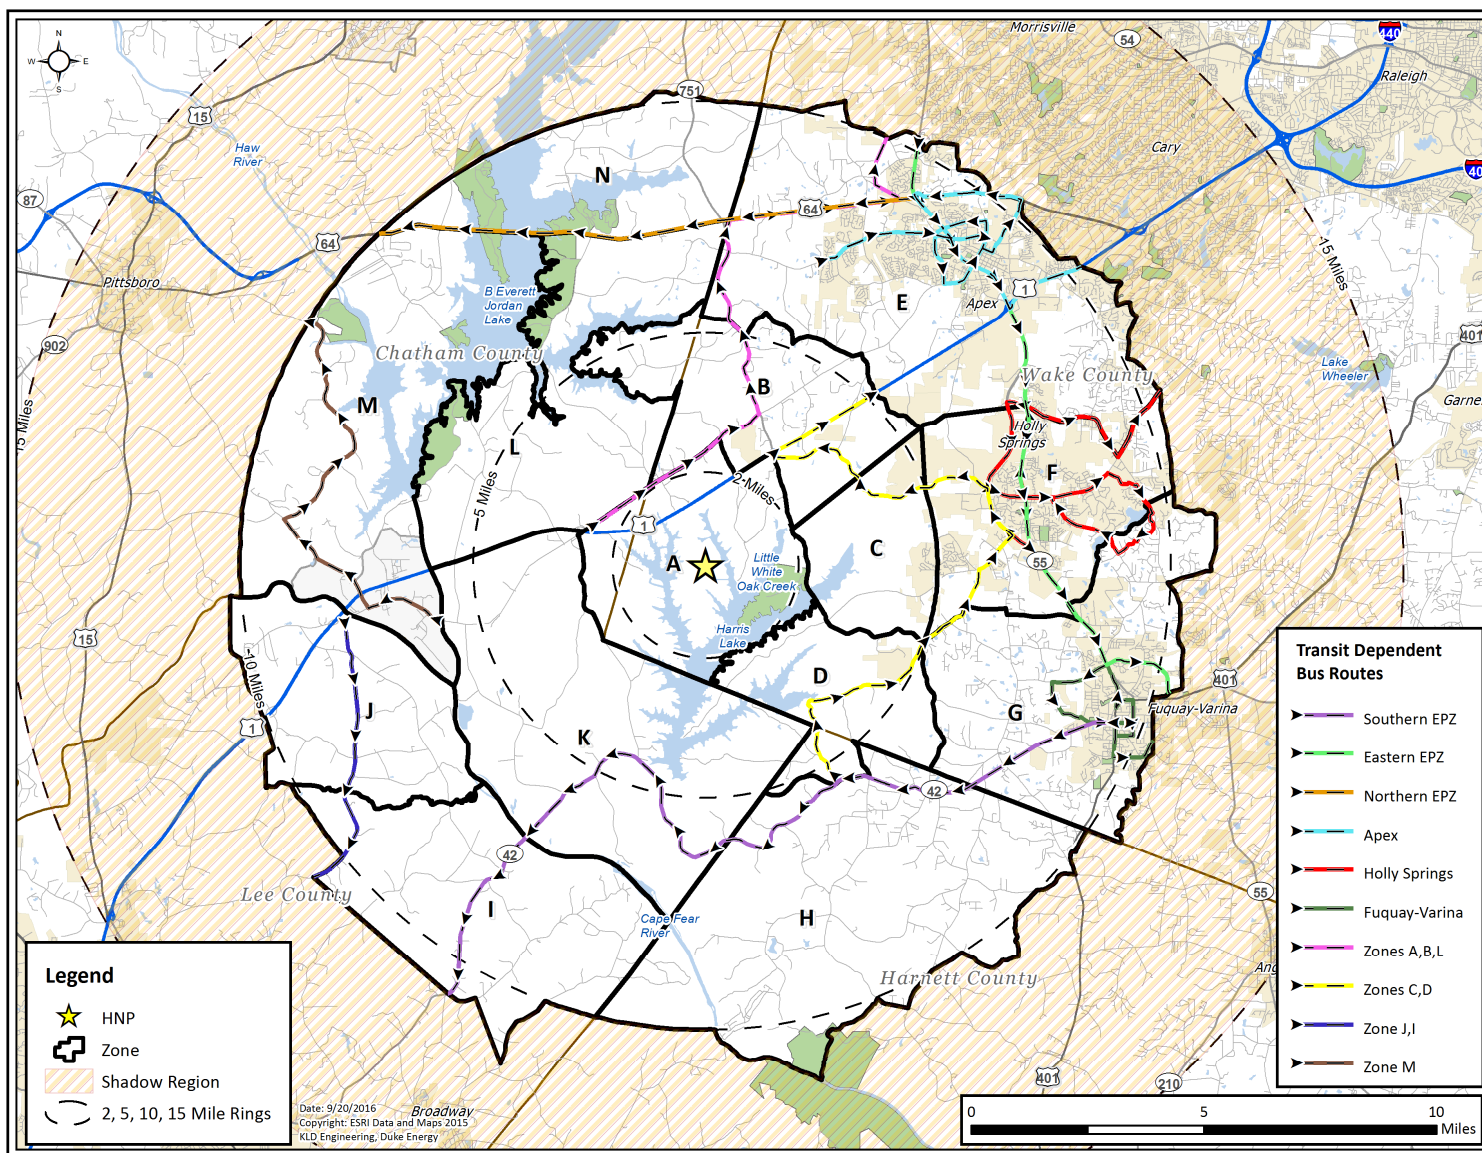 Morrisville
54
440
Raleigh
N
W
E
S
751
15
Haw
River
Cary
40
87
N
64
64
Pittsboro
15 Miles
B Everett
Jordan
Lake
E
Apex
1
902
Chatham County
401
Lake
Wheeler
Wake County
B
M
Garne
15 Miles
Holly
Springs
L
F
5 Miles
2 Miles
1
A
Little
White
Oak Creek
C
55
Harris
Lake
15
10 Miles
D
401
J
G
Fuquay-Varina
1
K
42
42
Lee County
55
I
H
Cape Fear
River
Harnett County
Ang
401
210
Broadway
Transit Dependent
Bus Routes
Southern EPZ
Eastern EPZ
Northern EPZ
Apex
Holly Springs
Fuquay-Varina
Zones A,B,L
Zones C,D
Zone J,I
Zone M
Legend
HNP
Zone
Shadow Region
2, 5, 10, 15 Mile Rings
Date: 9/20/2016
Copyright: ESRI Data and Maps 2015
KLD Engineering, Duke Energy
0 5 10
Miles